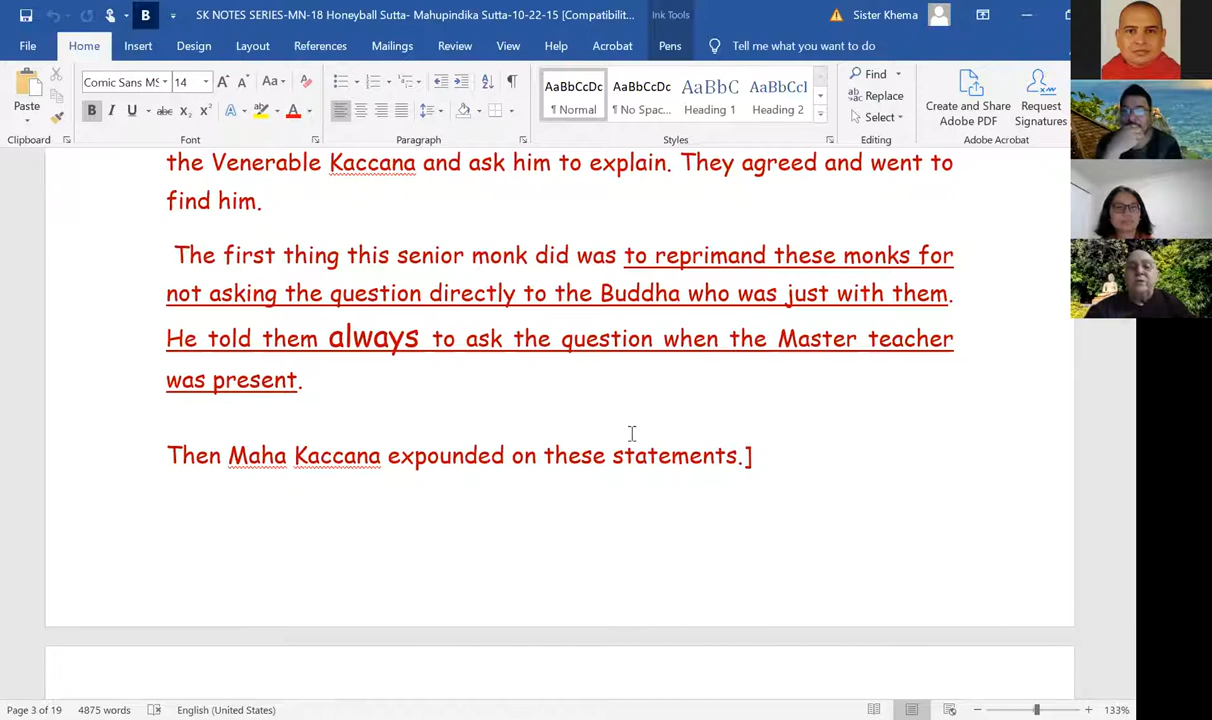 SK NOTES SERIES-MN-18 Honeyball Sutta- Mahupindika Sutta-10-22-15 [Compatibilit...
Ink Tools
Sister Khema
File Home Insert Design Layout References Mailings Review View Help Acrobat Pens Tell me what you want to do
Paste
Comic Sans MS 14
Aa
AaBbCcDc AaBbCcDc AaBbC AaBbCcl
¶ Normal ¶ No Spac... Heading 1 Heading 2
Find
Replace
Select
Create and Share Adobe PDF
Request Signatures
Clipboard Font Paragraph Styles Editing Adobe Acrobat
the Venerable Kaccana and ask him to explain. They agreed and went to
find him.
The first thing this senior monk did was to reprimand these monks for
not asking the question directly to the Buddha who was just with them.
He told them always to ask the question when the Master teacher
was present.
Then Maha Kaccana expounded on these statements.]
Page 3 of 19 4875 words English (United States) 133%